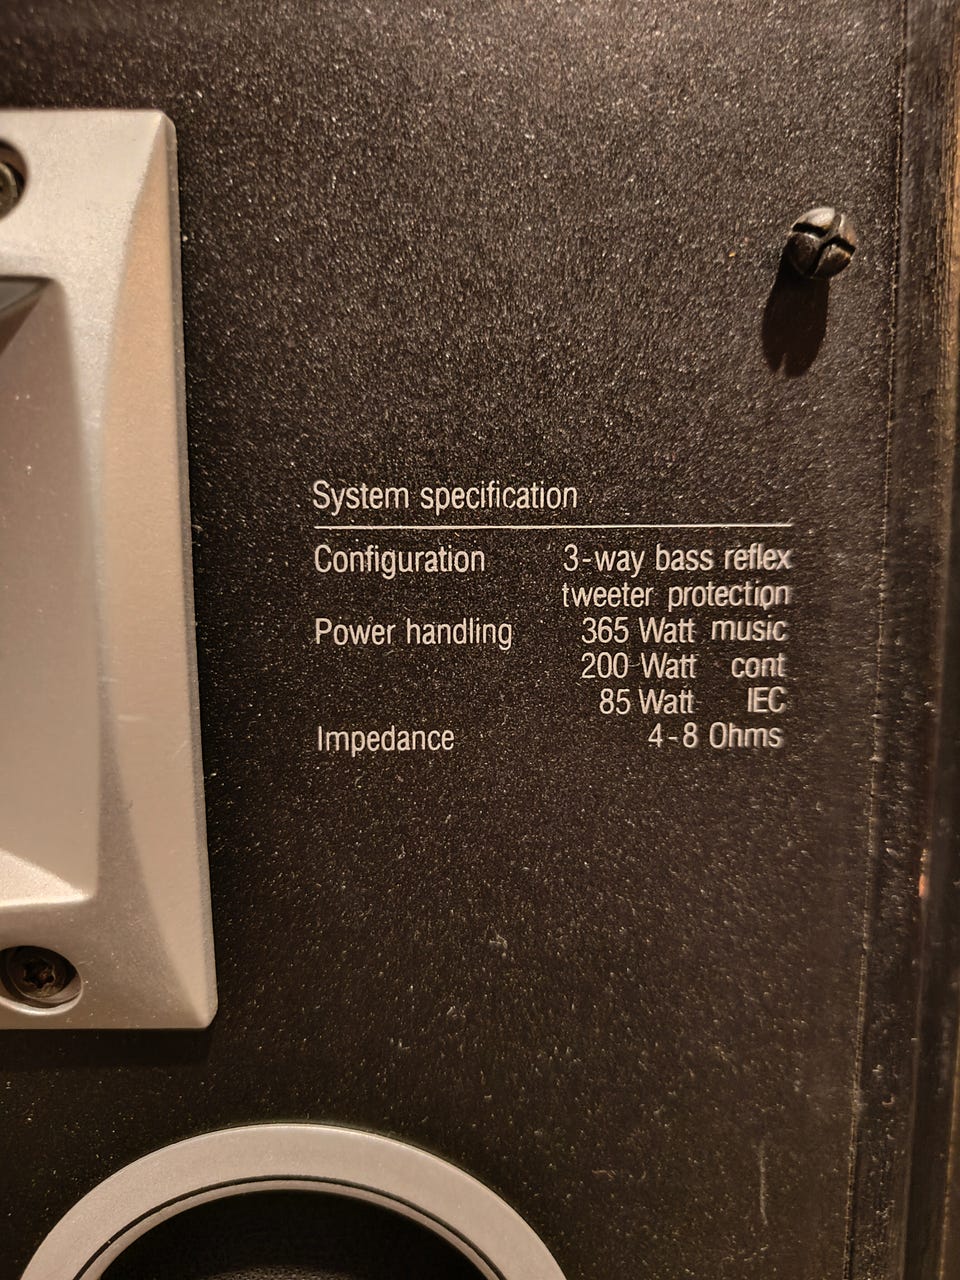 System specification
Configuration 3-way bass reflex
tweeter protection
Power handling 365 Watt music
200 Watt cont
85 Watt IEC
Impedance 4-8 Ohms